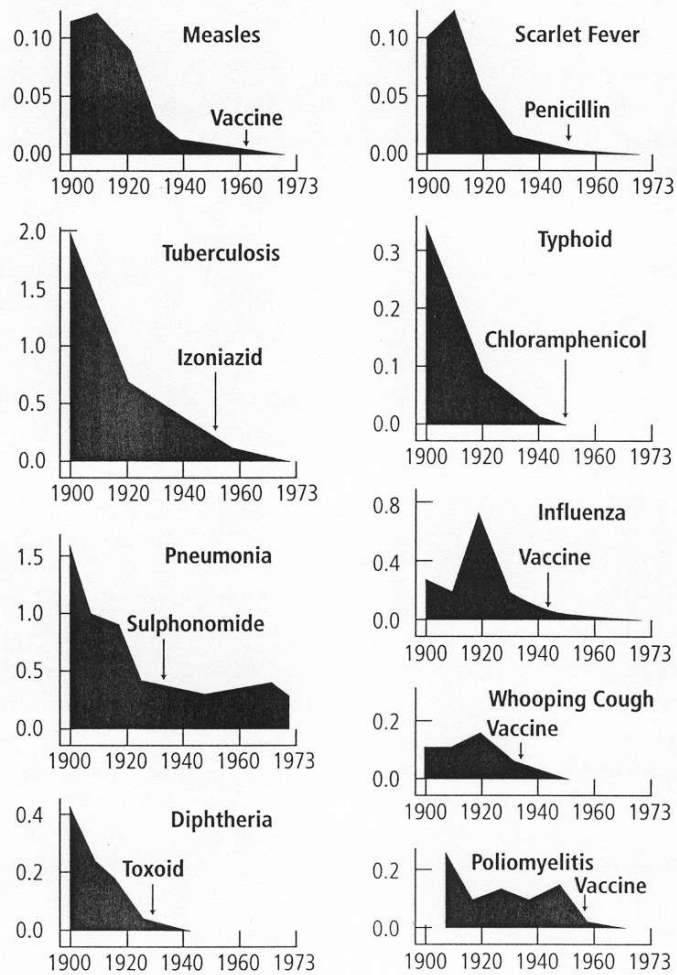 Measles
0.10
0.05
0.00
Vaccine
1900 1920 1940 1960 1973
Scarlet Fever
0.10
0.05
0.00
Penicillin
1900 1920 1940 1960 1973
Tuberculosis
2.0
1.5
1.0
0.5
0.0
Izoniazid
1900 1920 1940 1960 1973
Typhoid
0.3
0.2
0.1
0.0
Chloramphenicol
1900 1920 1940 1960 1973
Pneumonia
1.5
1.0
0.5
0.0
Sulphonomide
1900 1920 1940 1960 1973
Influenza
0.8
0.4
0.0
Vaccine
1900 1920 1940 1960 1973
Whooping Cough
0.2
0.0
Vaccine
1900 1920 1940 1960 1973
Diphtheria
0.4
0.2
0.0
Toxoid
1900 1920 1940 1960 1973
Poliomyelitis
0.2
0.0
Vaccine
1900 1920 1940 1960 1973